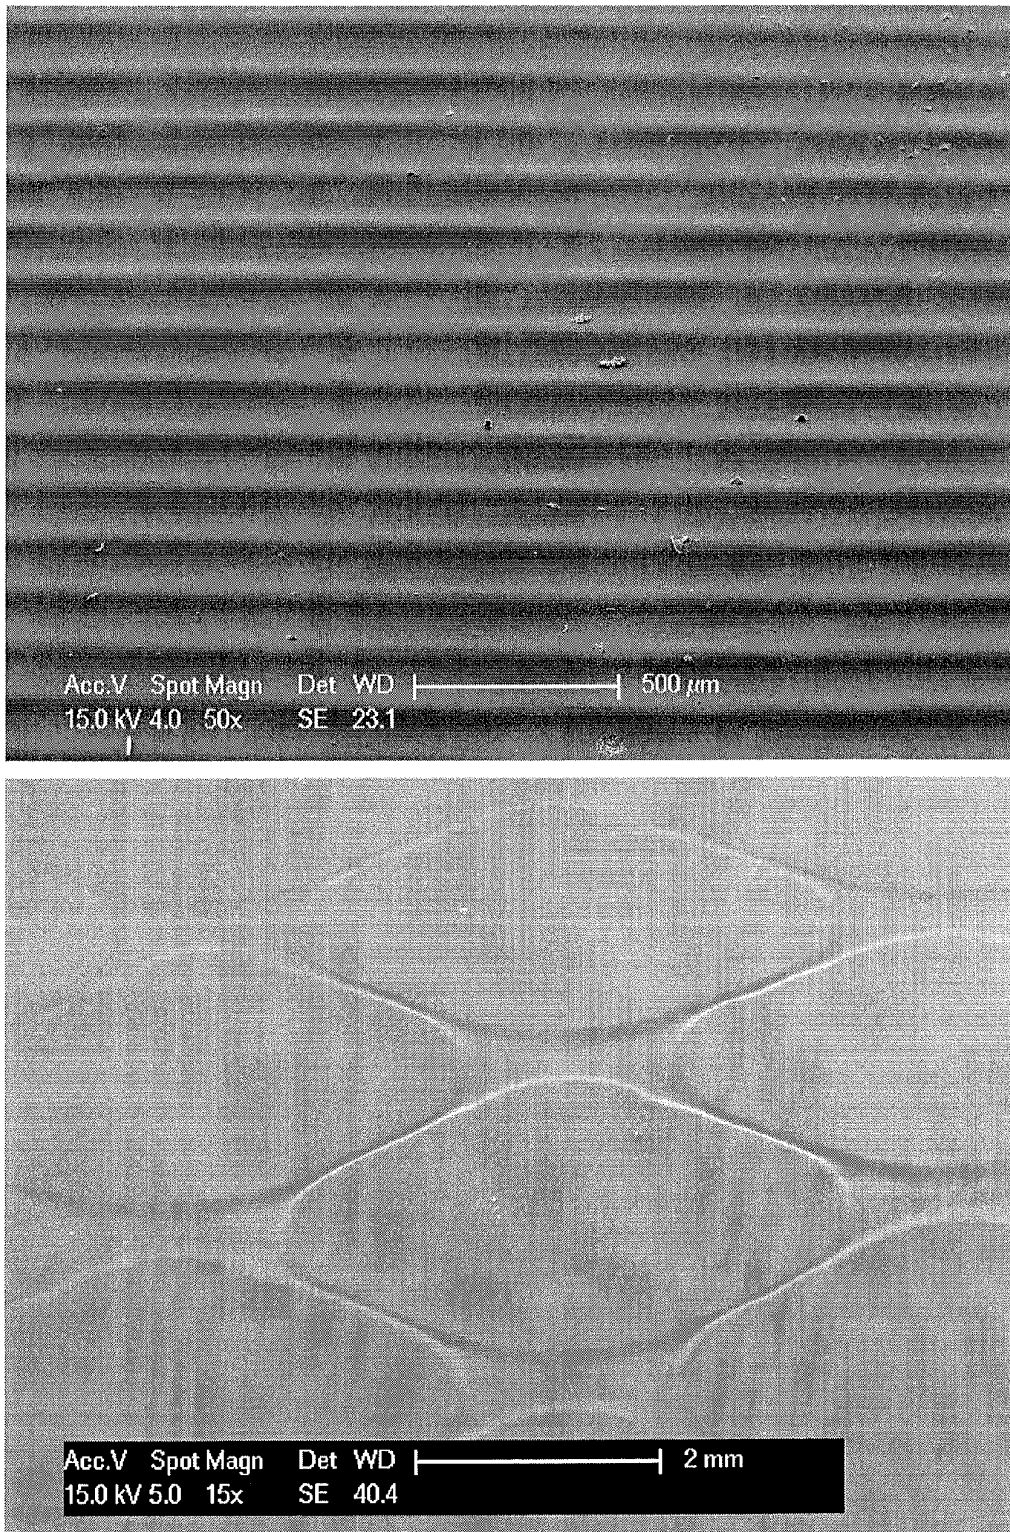 Acc.V Spot Magn Det WD 500 µm
15.0 kV 4.0 50x SE 23.1
Acc.V Spot Magn Det WD 2 mm
15.0 kV 5.0 15x SE 40.4